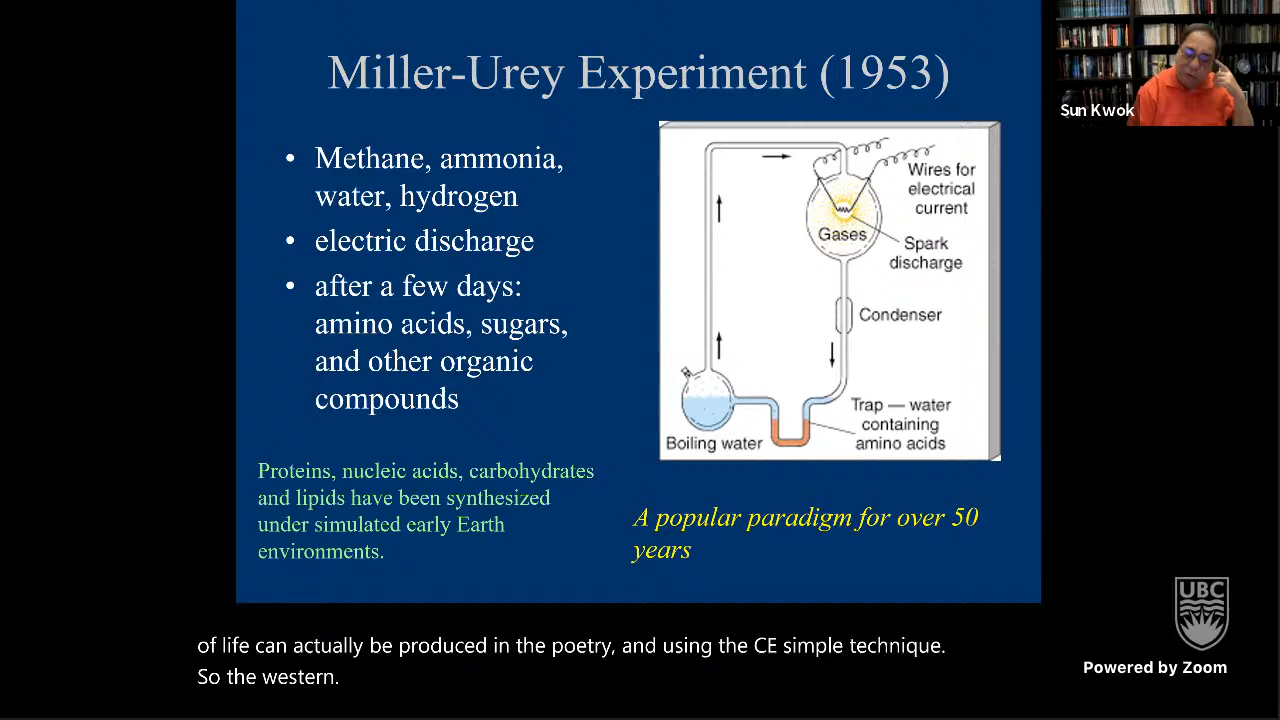 Miller-Urey Experiment (1953)
• Methane, ammonia,
water, hydrogen
• electric discharge
• after a few days:
amino acids, sugars,
and other organic
compounds
Proteins, nucleic acids, carbohydrates
and lipids have been synthesized
under simulated early Earth
environments.
Wires for
electrical
current
Gases
Spark
discharge
Condenser
Trap — water
containing
amino acids
Boiling water
A popular paradigm for over 50
years
Sun Kwok
of life can actually be produced in the poetry, and using the CE simple technique.
So the western.
UBC
Powered by Zoom